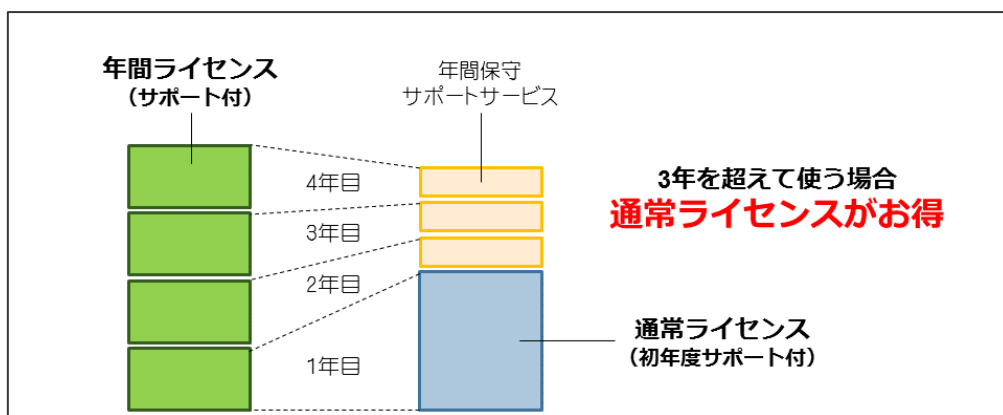 年間ライセンス
（サポート付）
年間保守
サポートサービス
4年目
3年目
2年目
1年目
3年を超えて使う場合
通常ライセンスがお得
通常ライセンス
（初年度サポート付）